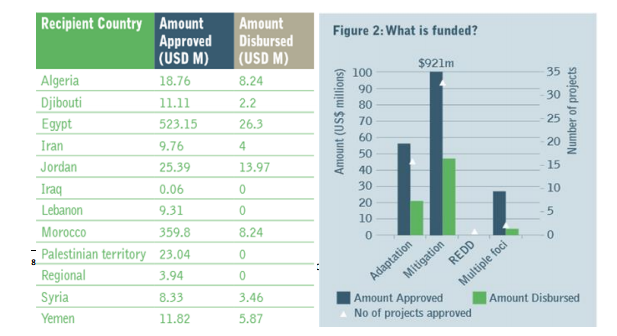 Recipient Country Amount Approved (USD M) Amount Disbursed (USD M)
Algeria 18.76 8.24
Djibouti 11.11 2.2
Egypt 523.15 26.3
Iran 9.76 4
Jordan 25.39 13.97
Iraq 0.06 0
Lebanon 9.31 0
Morocco 359.8 8.24
Palestinian territory 23.04 0
Regional 3.94 0
Syria 8.33 3.46
Yemen 11.82 5.87
8
Figure 2: What is funded?
$921m
Amount (US$ millions)
100
90
80
70
60
50
40
30
20
10
0
35
30
25
20
15
10
5
0
Number of projects
Adaptation
Mitigation
REDD
Multiple foci
Amount Approved
Amount Disbursed
No of projects approved